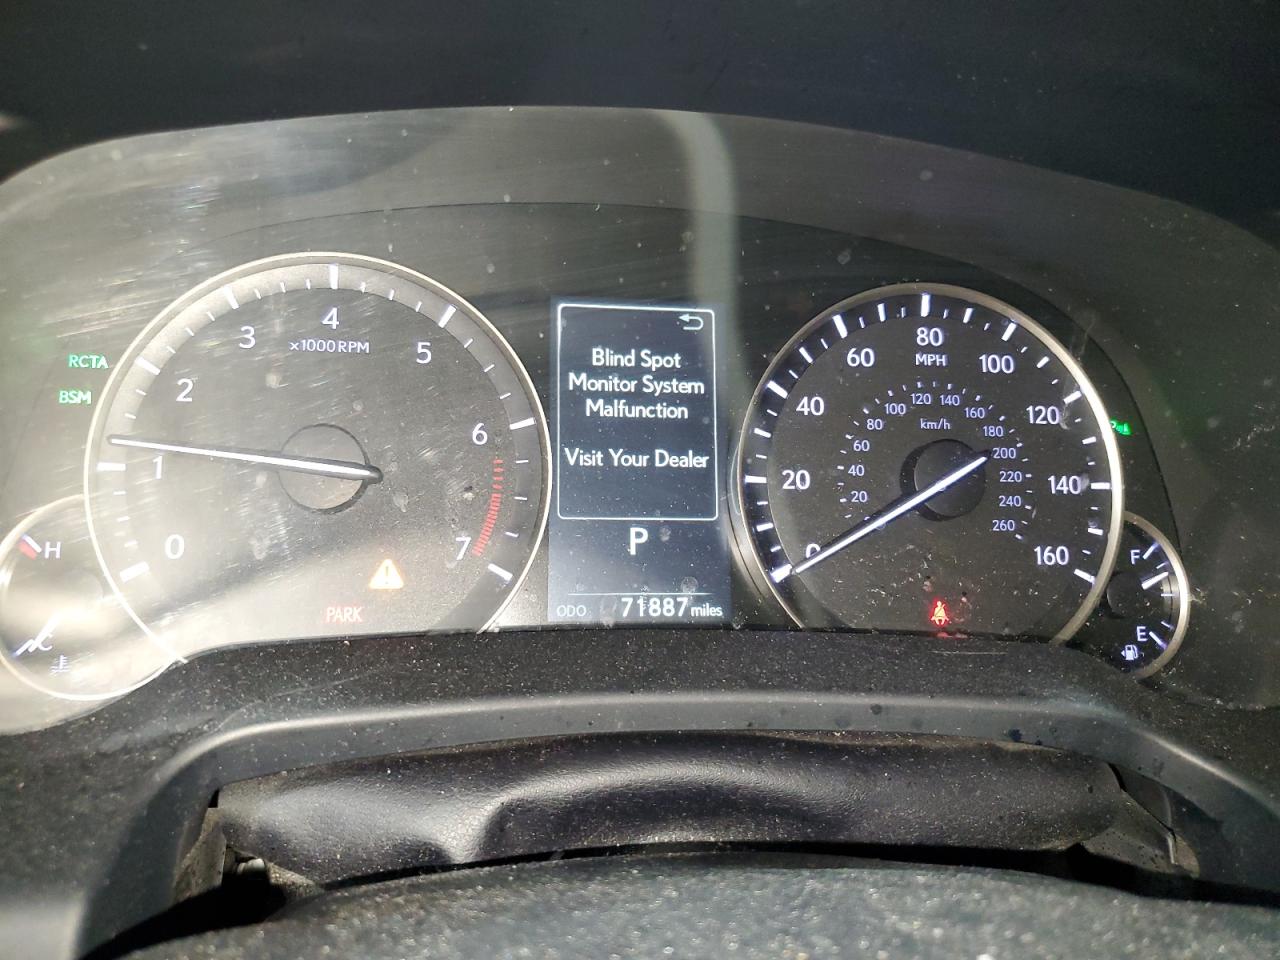 RCTA
BSM
0
1
2
3
4
5
6
7
x1000RPM
PARK
H
C
Blind Spot
Monitor System
Malfunction
Visit Your Dealer
P
ODO 71887 miles
0
20
40
60
80
100
120
140
160
MPH
20
40
60
80
100
120
140
160
180
200
220
240
260
km/h
F
E